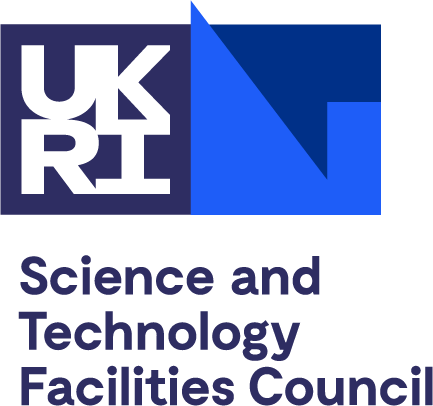 UK
RI
Science and
Technology
Facilities Council